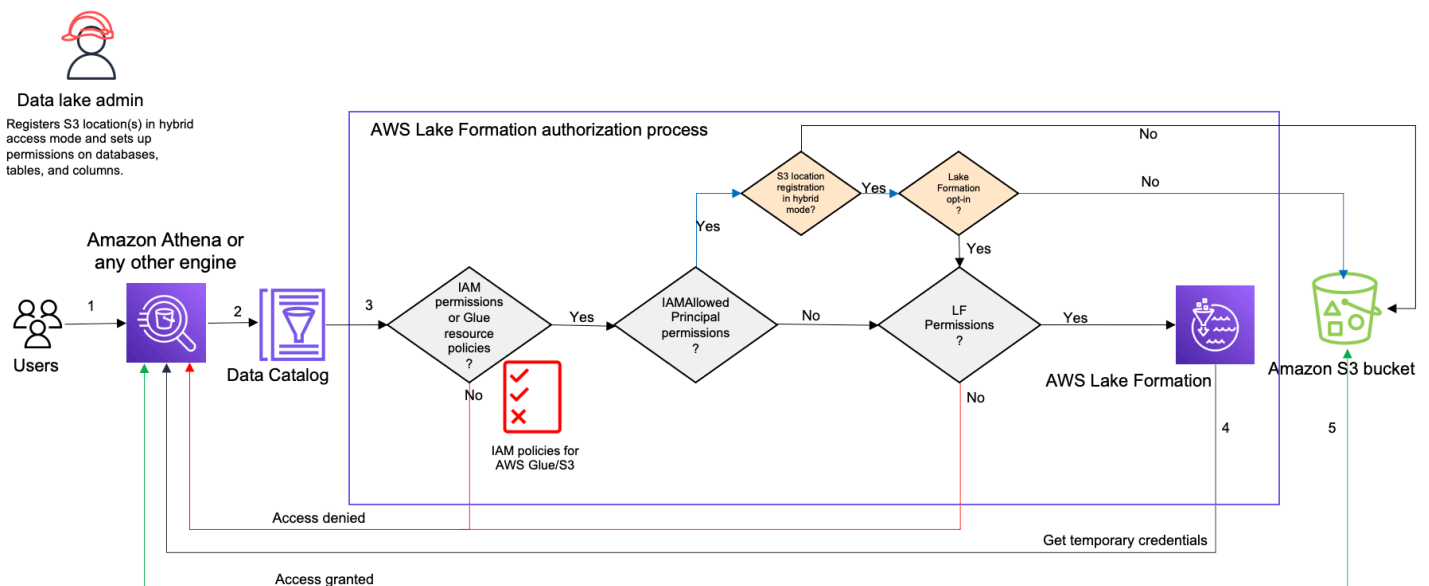 Data lake admin
Registers S3 location(s) in hybrid
access mode and sets up
permissions on databases,
tables, and columns.
AWS Lake Formation authorization process
No
S3 location
registration
in hybrid
mode?
Yes
Lake
Formation
opt-in
?
No
Yes
Yes
Amazon Athena or
any other engine
1
2
3
IAM
permissions
or Glue
resource
policies
?
Yes
IAMAllowed
Principal
permissions
?
No
LF
Permissions
?
Yes
Users
Data Catalog
AWS Lake Formation
Amazon S3 bucket
No
No
IAM policies for
AWS Glue/S3
4
5
Access denied
Get temporary credentials
Access granted